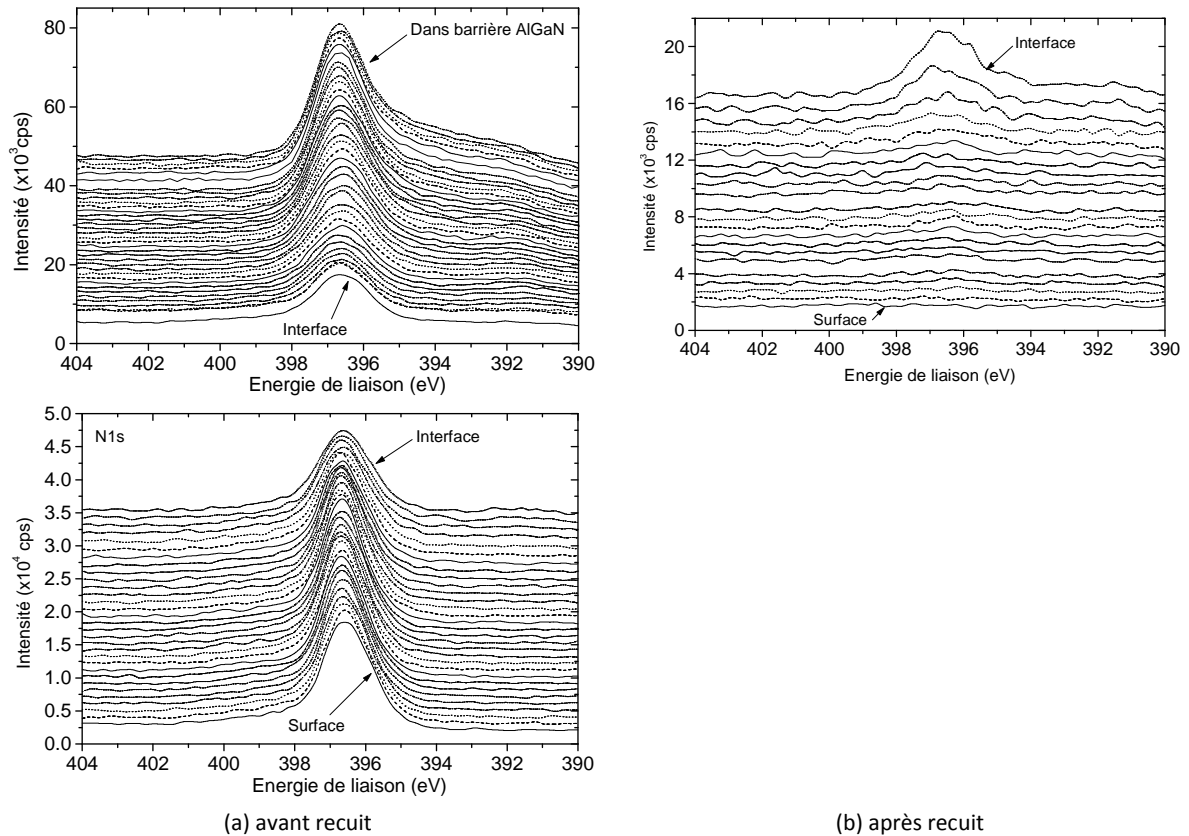 80
60
40
20
0
Intensité (x10³ cps)
Dans barrière AlGaN
Interface
404 402 400 398 396 394 392 390
Energie de liaison (eV)
20
16
12
8
4
0
Intensité (x10³ cps)
Interface
Surface
404 402 400 398 396 394 392 390
Energie de liaison (eV)
5.0
4.5
4.0
3.5
3.0
2.5
2.0
1.5
1.0
0.5
0.0
Intensité (x10⁴ cps)
N1s
Interface
Surface
404 402 400 398 396 394 392 390
Energie de liaison (eV)
(a) avant recuit
(b) après recuit